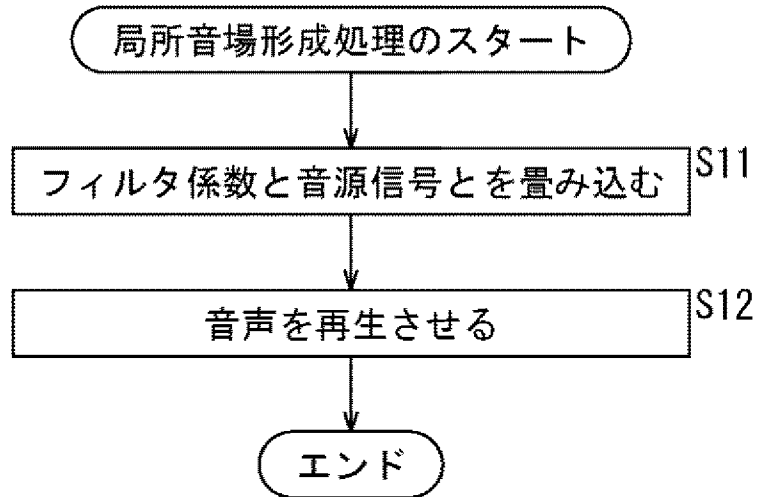 局所音場形成処理のスタート
フィルタ係数と音源信号とを畳み込む
S11
音声を再生させる
S12
エンド